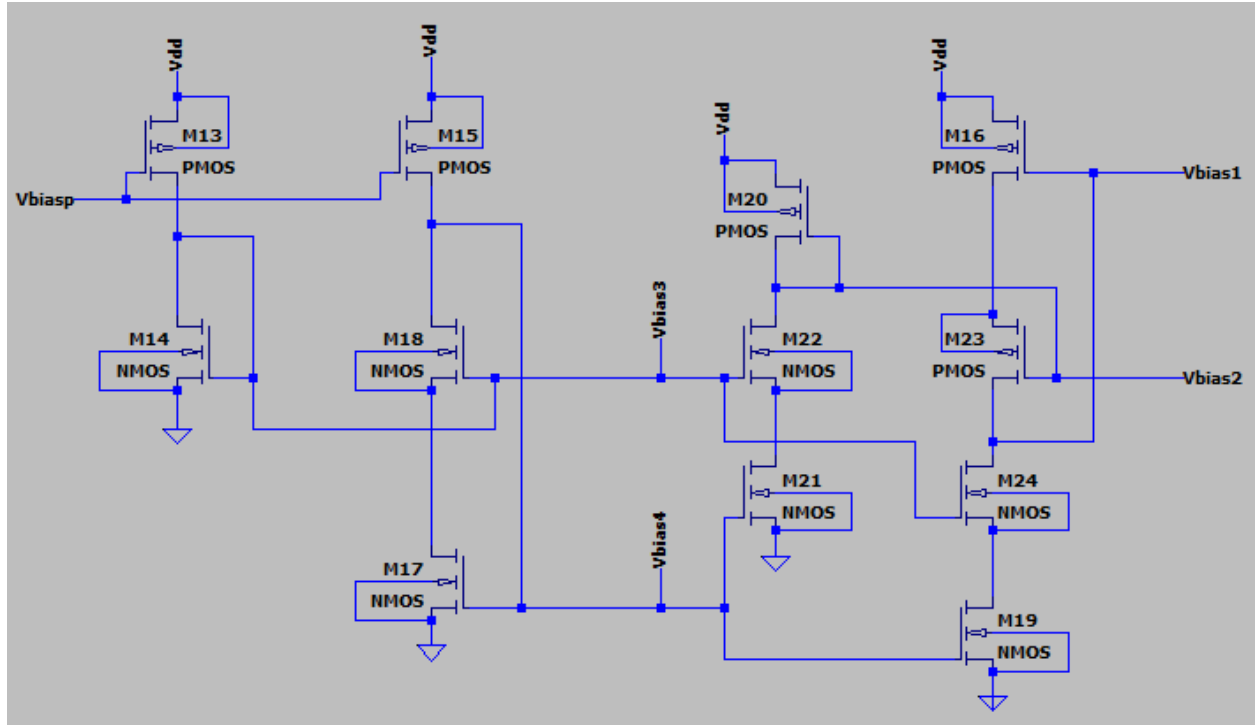 Vdd
Vdd
Vdd
Vdd
M13
PMOS
M15
PMOS
M16
PMOS
Vbiasp
Vbias1
M20
PMOS
Vbias3
M14
NMOS
M18
NMOS
M22
NMOS
M23
PMOS
Vbias2
M21
NMOS
M24
NMOS
Vbias4
M17
NMOS
M19
NMOS